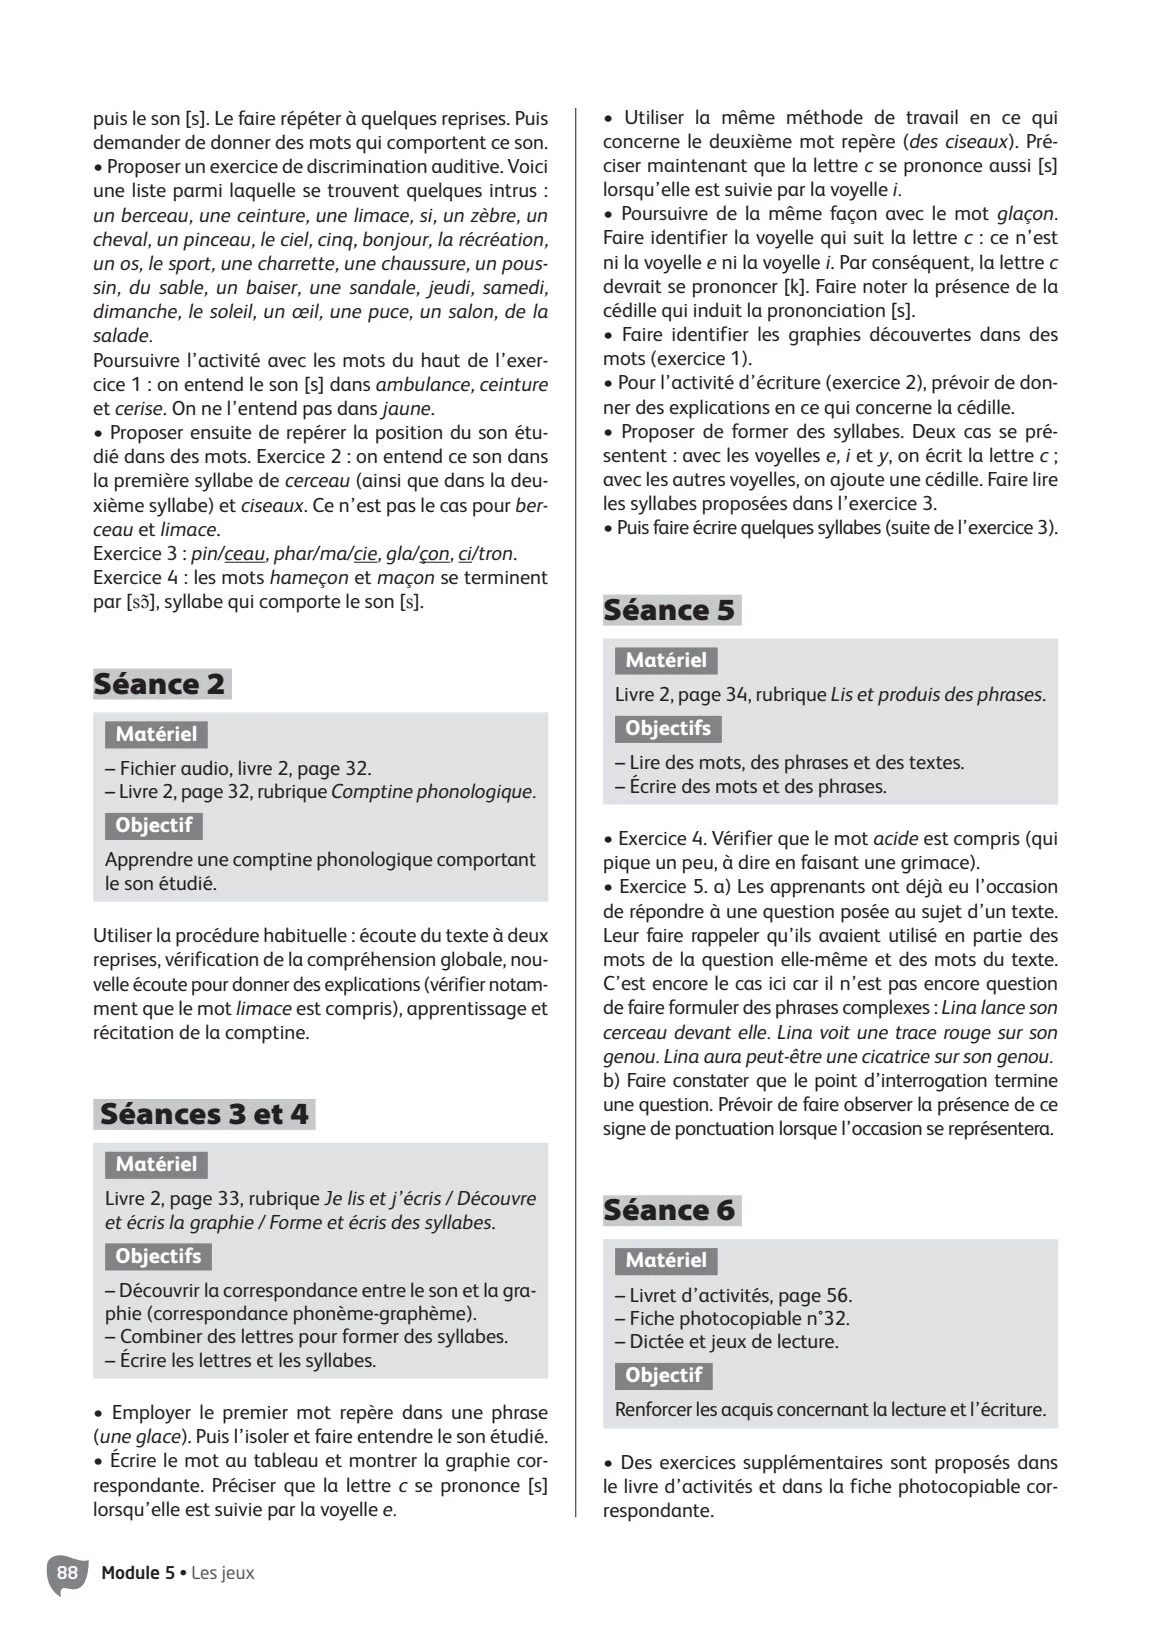 puis le son [s]. Le faire répéter à quelques reprises. Puis
demander de donner des mots qui comportent ce son.
• Proposer un exercice de discrimination auditive. Voici
une liste parmi laquelle se trouvent quelques intrus :
un berceau, une ceinture, une limace, si, un zèbre, un
cheval, un pinceau, le ciel, cinq, bonjour, la récréation,
un os, le sport, une charrette, une chaussure, un pous-
sin, du sable, un baiser, une sandale, jeudi, samedi,
dimanche, le soleil, un œil, une puce, un salon, de la
salade.
Poursuivre l’activité avec les mots du haut de l’exer-
cice 1 : on entend le son [s] dans ambulance, ceinture
et cerise. On ne l’entend pas dans jaune.
• Proposer ensuite de repérer la position du son étu-
dié dans des mots. Exercice 2 : on entend ce son dans
la première syllabe de cerceau (ainsi que dans la deu-
xième syllabe) et ciseaux. Ce n’est pas le cas pour ber-
ceau et limace.
Exercice 3 : pin/ceau, phar/ma/cie, gla/çon, ci/tron.
Exercice 4 : les mots hameçon et maçon se terminent
par [sɔ̃], syllabe qui comporte le son [s].
Séance 2
Matériel
– Fichier audio, livre 2, page 32.
– Livre 2, page 32, rubrique Comptine phonologique.
Objectif
Apprendre une comptine phonologique comportant
le son étudié.
Utiliser la procédure habituelle : écoute du texte à deux
reprises, vérification de la compréhension globale, nou-
velle écoute pour donner des explications (vérifier notam-
ment que le mot limace est compris), apprentissage et
récitation de la comptine.
Séances 3 et 4
Matériel
Livre 2, page 33, rubrique Je lis et j’écris / Découvre
et écris la graphie / Forme et écris des syllabes.
Objectifs
– Découvrir la correspondance entre le son et la gra-
phie (correspondance phonème-graphème).
– Combiner des lettres pour former des syllabes.
– Écrire les lettres et les syllabes.
• Employer le premier mot repère dans une phrase
(une glace). Puis l’isoler et faire entendre le son étudié.
• Écrire le mot au tableau et montrer la graphie cor-
respondante. Préciser que la lettre c se prononce [s]
lorsqu’elle est suivie par la voyelle e.
• Utiliser la même méthode de travail en ce qui
concerne le deuxième mot repère (des ciseaux). Pré-
ciser maintenant que la lettre c se prononce aussi [s]
lorsqu’elle est suivie par la voyelle i.
• Poursuivre de la même façon avec le mot glaçon.
Faire identifier la voyelle qui suit la lettre c : ce n’est
ni la voyelle e ni la voyelle i. Par conséquent, la lettre c
devrait se prononcer [k]. Faire noter la présence de la
cédille qui induit la prononciation [s].
• Faire identifier les graphies découvertes dans des
mots (exercice 1).
• Pour l’activité d’écriture (exercice 2), prévoir de don-
ner des explications en ce qui concerne la cédille.
• Proposer de former des syllabes. Deux cas se pré-
sentent : avec les voyelles e, i et y, on écrit la lettre c ;
avec les autres voyelles, on ajoute une cédille. Faire lire
les syllabes proposées dans l’exercice 3.
• Puis faire écrire quelques syllabes (suite de l’exercice 3).
Séance 5
Matériel
Livre 2, page 34, rubrique Lis et produis des phrases.
Objectifs
– Lire des mots, des phrases et des textes.
– Écrire des mots et des phrases.
• Exercice 4. Vérifier que le mot acide est compris (qui
pique un peu, à dire en faisant une grimace).
• Exercice 5. a) Les apprenants ont déjà eu l’occasion
de répondre à une question posée au sujet d’un texte.
Leur faire rappeler qu’ils avaient utilisé en partie des
mots de la question elle-même et des mots du texte.
C’est encore le cas ici car il n’est pas encore question
de faire formuler des phrases complexes : Lina lance son
cerceau devant elle. Lina voit une trace rouge sur son
genou. Lina aura peut-être une cicatrice sur son genou.
b) Faire constater que le point d’interrogation termine
une question. Prévoir de faire observer la présence de ce
signe de ponctuation lorsque l’occasion se représentera.
Séance 6
Matériel
– Livret d’activités, page 56.
– Fiche photocopiable n°32.
– Dictée et jeux de lecture.
Objectif
Renforcer les acquis concernant la lecture et l’écriture.
• Des exercices supplémentaires sont proposés dans
le livre d’activités et dans la fiche photocopiable cor-
respondante.
88 Module 5 • Les jeux